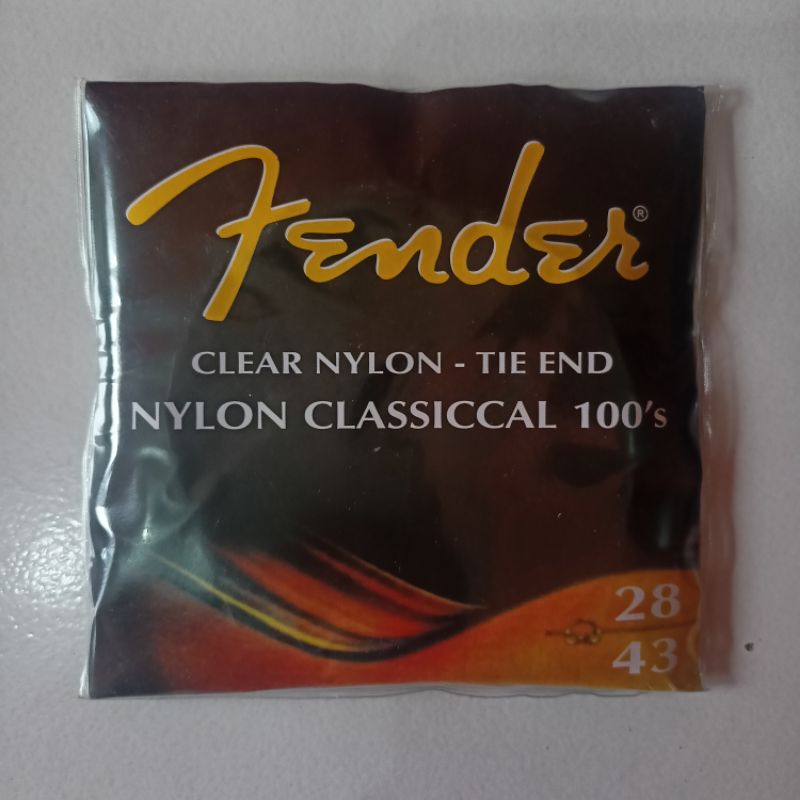 Fender®
CLEAR NYLON - TIE END
NYLON CLASSICCAL 100's
28
43